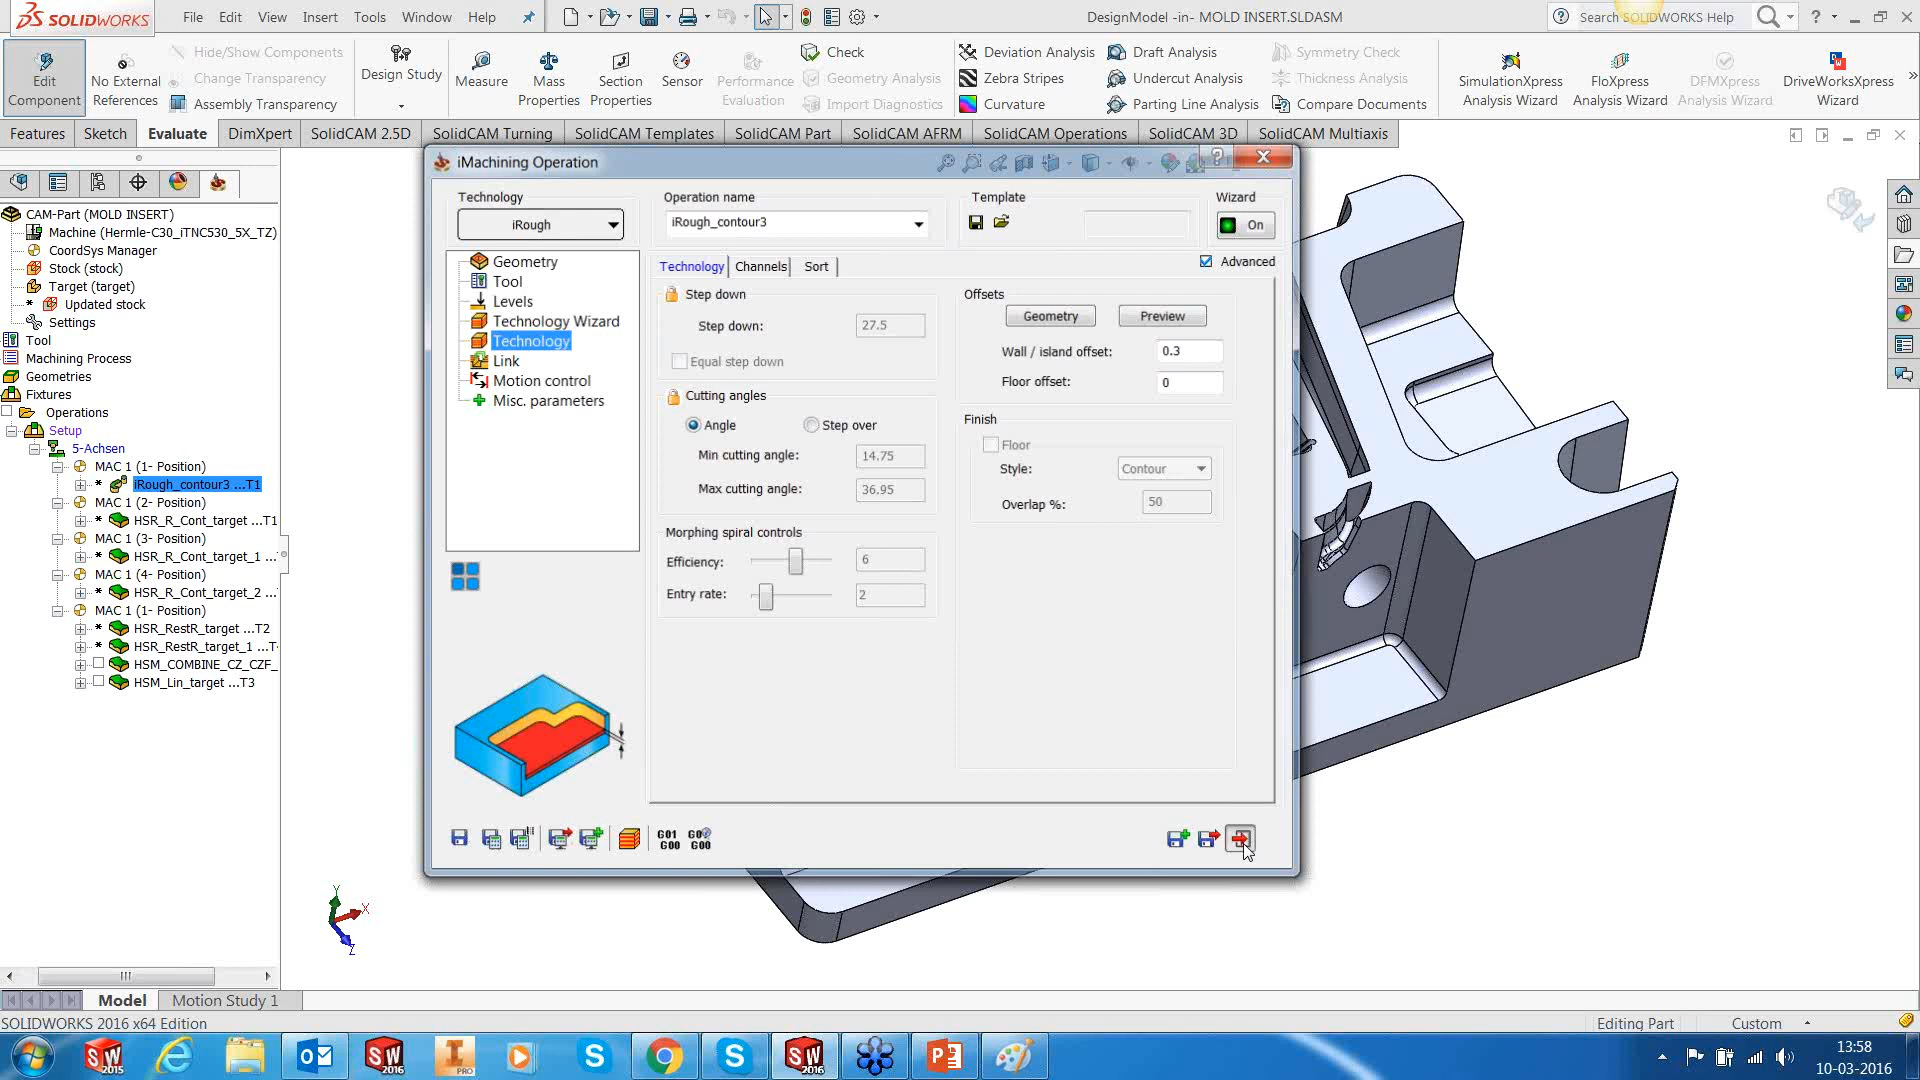 SOLIDWORKS File Edit View Insert Tools Window Help DesignModel -in- MOLD INSERT.SLDASM Search SOLIDWORKS Help
Edit Component
No External References
Hide/Show Components
Change Transparency
Assembly Transparency
Design Study
Measure
Mass Properties
Section Properties
Sensor
Performance Evaluation
Check
Geometry Analysis
Import Diagnostics
Deviation Analysis
Zebra Stripes
Curvature
Draft Analysis
Undercut Analysis
Parting Line Analysis
Symmetry Check
Thickness Analysis
Compare Documents
SimulationXpress Analysis Wizard
FloXpress Analysis Wizard
DFMXpress Analysis Wizard
DriveWorksXpress Wizard
Features Sketch Evaluate DimXpert SolidCAM 2.5D SolidCAM Turning SolidCAM Templates SolidCAM Part SolidCAM AFRM SolidCAM Operations SolidCAM 3D SolidCAM Multiaxis
CAM-Part (MOLD INSERT)
Machine (Hermle-C30_iTNC530_5X_TZ)
CoordSys Manager
Stock (stock)
Target (target)
* Updated stock
Settings
Tool
Machining Process
Geometries
Fixtures
Operations
Setup
5-Achsen
MAC 1 (1- Position)
* iRough_contour3 ...T1
MAC 1 (2- Position)
* HSR_R_Cont_target ...T1
MAC 1 (3- Position)
* HSR_R_Cont_target_1 ...
MAC 1 (4- Position)
* HSR_R_Cont_target_2 ...
MAC 1 (1- Position)
* HSR_RestR_target ...T2
* HSR_RestR_target_1 ...T
HSM_COMBINE_CZ_CZF_
HSM_Lin_target ...T3
iMachining Operation
Technology
iRough
Operation name
iRough_contour3
Template
Wizard
On
Geometry
Tool
Levels
Technology Wizard
Technology
Link
Motion control
Misc. parameters
Technology Channels Sort
Advanced
Step down
Step down: 27.5
Equal step down
Cutting angles
Angle Step over
Min cutting angle: 14.75
Max cutting angle: 36.95
Morphing spiral controls
Efficiency: 6
Entry rate: 2
Offsets
Geometry Preview
Wall / island offset: 0.3
Floor offset: 0
Finish
Floor
Style: Contour
Overlap %: 50
G01 G00
G0 G00
Y
X
Z
Model Motion Study 1
SOLIDWORKS 2016 x64 Edition
Editing Part Custom
SW 2015
SW 2016
PRO
SW 2016
13:58
10-03-2016